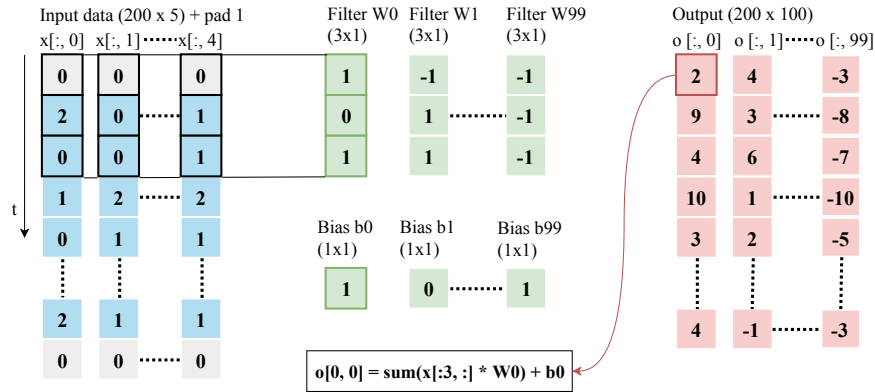 Input data (200 x 5) + pad 1
x[:, 0] x[:, 1] x[:, 4]
0 0 0
2 0 1
0 0 1
1 2 2
0 1 1
2 1 1
0 0 0
t
Filter W0 (3x1)
Filter W1 (3x1)
Filter W99 (3x1)
1 -1 -1
0 1 -1
1 1 -1
Bias b0 (1x1)
Bias b1 (1x1)
Bias b99 (1x1)
1 0 1
Output (200 x 100)
o [:, 0] o [:, 1] o [:, 99]
2 4 -3
9 3 -8
4 6 -7
10 1 -10
3 2 -5
4 -1 -3
o[0, 0] = sum(x[:3, :] * W0) + b0